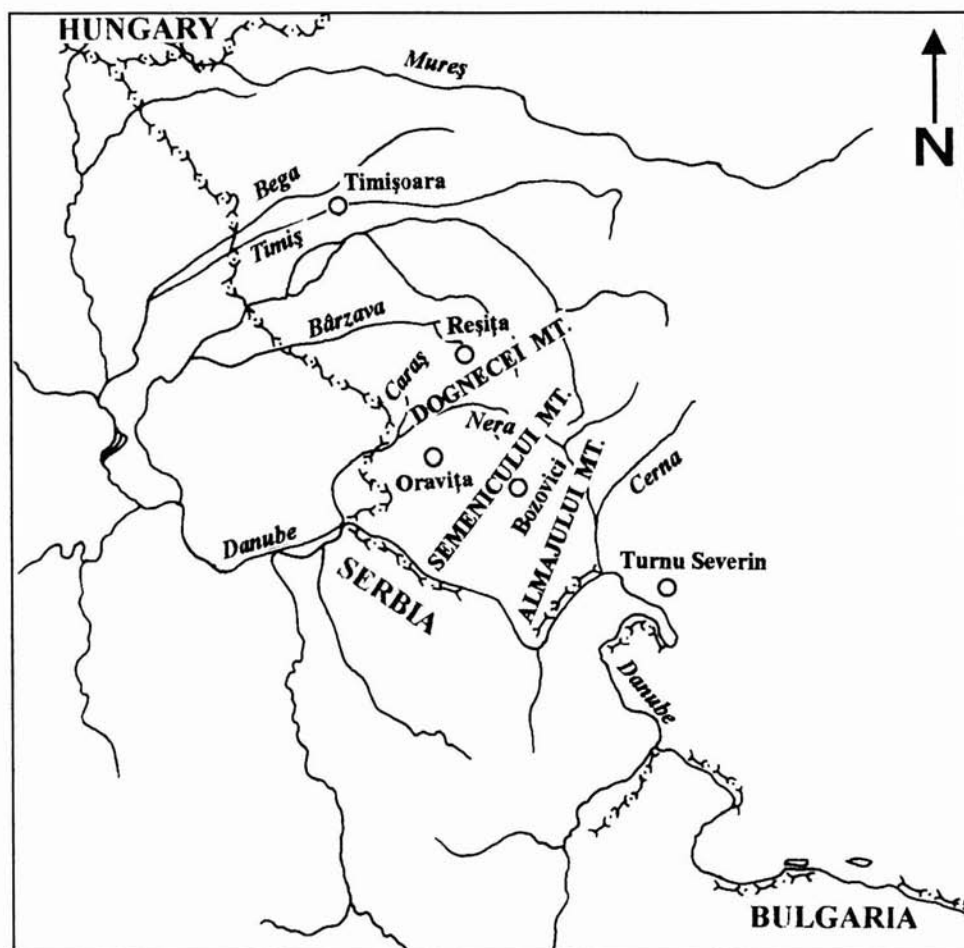 HUNGARY
Mureş
N
Bega
Timişoara
Timiş
Bârzava
Reşiţa
Caraş
DOGNECEI MT.
Nera
Oraviţa
SEMENICULUI MT.
Bozovici
ALMAJULUI MT.
Cerna
Danube
SERBIA
Turnu Severin
Danube
BULGARIA